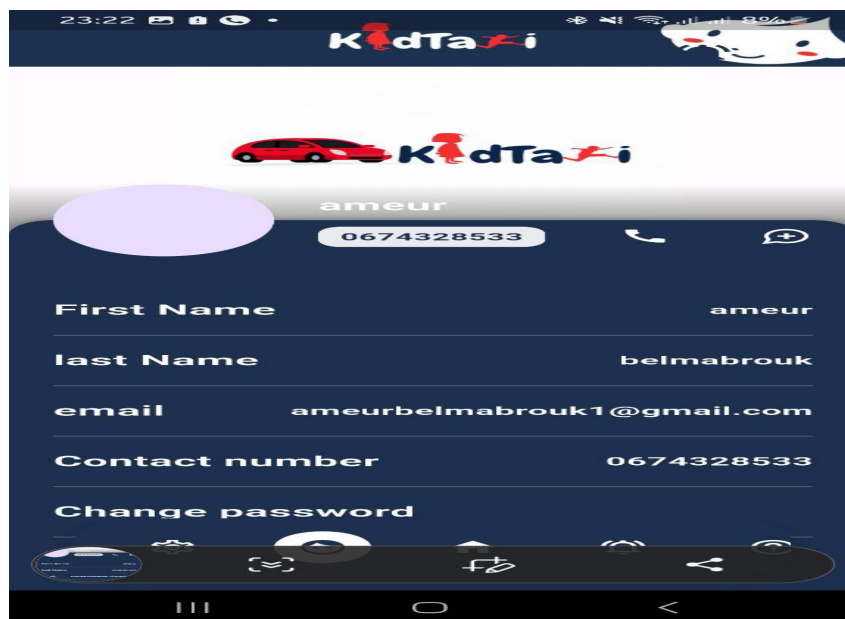 23:22 8%
KidTaxi
KidTaxi
ameur
0674328533
First Name ameur
last Name belmabrouk
email ameurbelmabrouk1@gmail.com
Contact number 0674328533
Change password